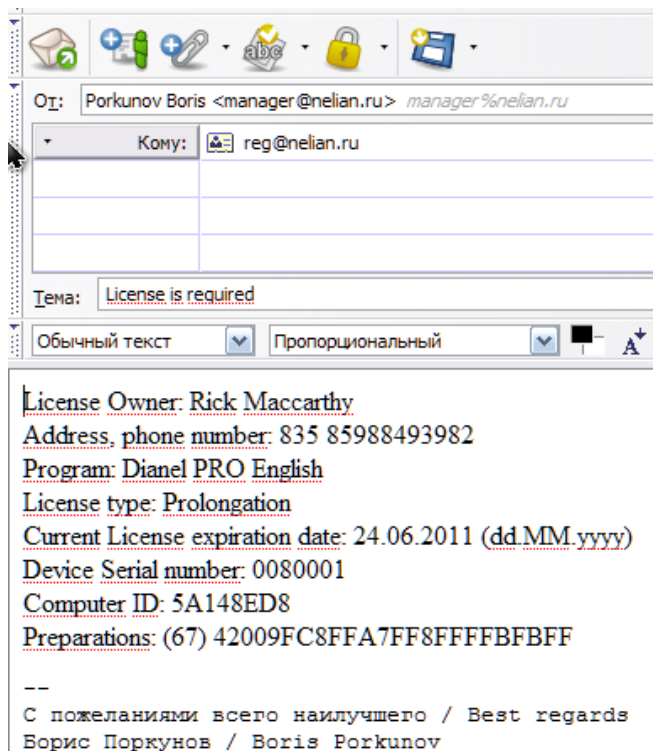 abc
От: Porkunov Boris <manager@nelian.ru> manager%nelian.ru
Кому: reg@nelian.ru
Тема: License is required
Обычный текст Пропорциональный A
License Owner: Rick Maccarthy
Address, phone number: 835 85988493982
Program: Dianel PRO English
License type: Prolongation
Current License expiration date: 24.06.2011 (dd.MM.yyyy)
Device Serial number: 0080001
Computer ID: 5A148ED8
Preparations: (67) 42009FC8FFA7FF8FFFFBFBFF
--
С пожеланиями всего наилучшего / Best regards
Борис Поркунов / Boris Porkunov